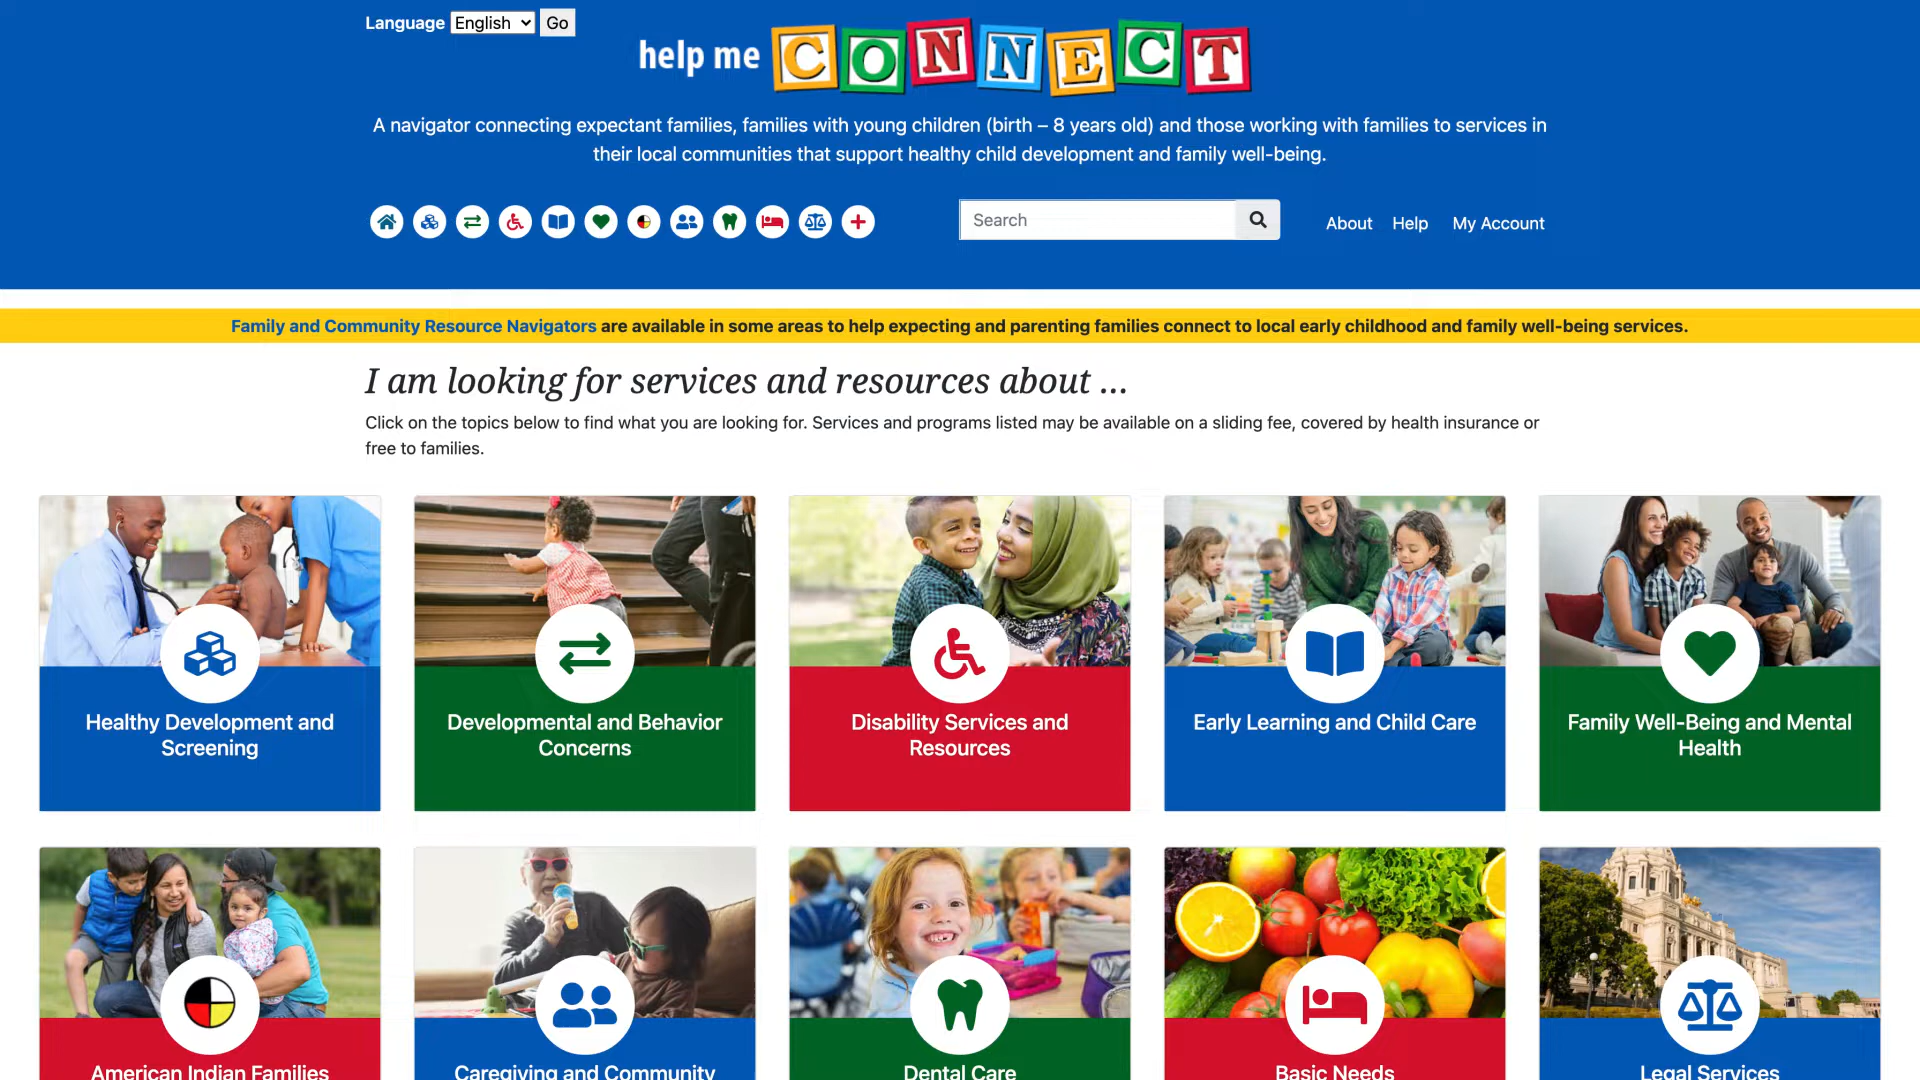 Language English Go
help me CONNECT
A navigator connecting expectant families, families with young children (birth – 8 years old) and those working with families to services in
their local communities that support healthy child development and family well-being.
Search
About Help My Account
Family and Community Resource Navigators are available in some areas to help expecting and parenting families connect to local early childhood and family well-being services.
I am looking for services and resources about ...
Click on the topics below to find what you are looking for. Services and programs listed may be available on a sliding fee, covered by health insurance or
free to families.
Healthy Development and
Screening
Developmental and Behavior
Concerns
Disability Services and
Resources
Early Learning and Child Care
Family Well-Being and Mental
Health
American Indian Families
Caregiving and Community
Dental Care
Basic Needs
Legal Services